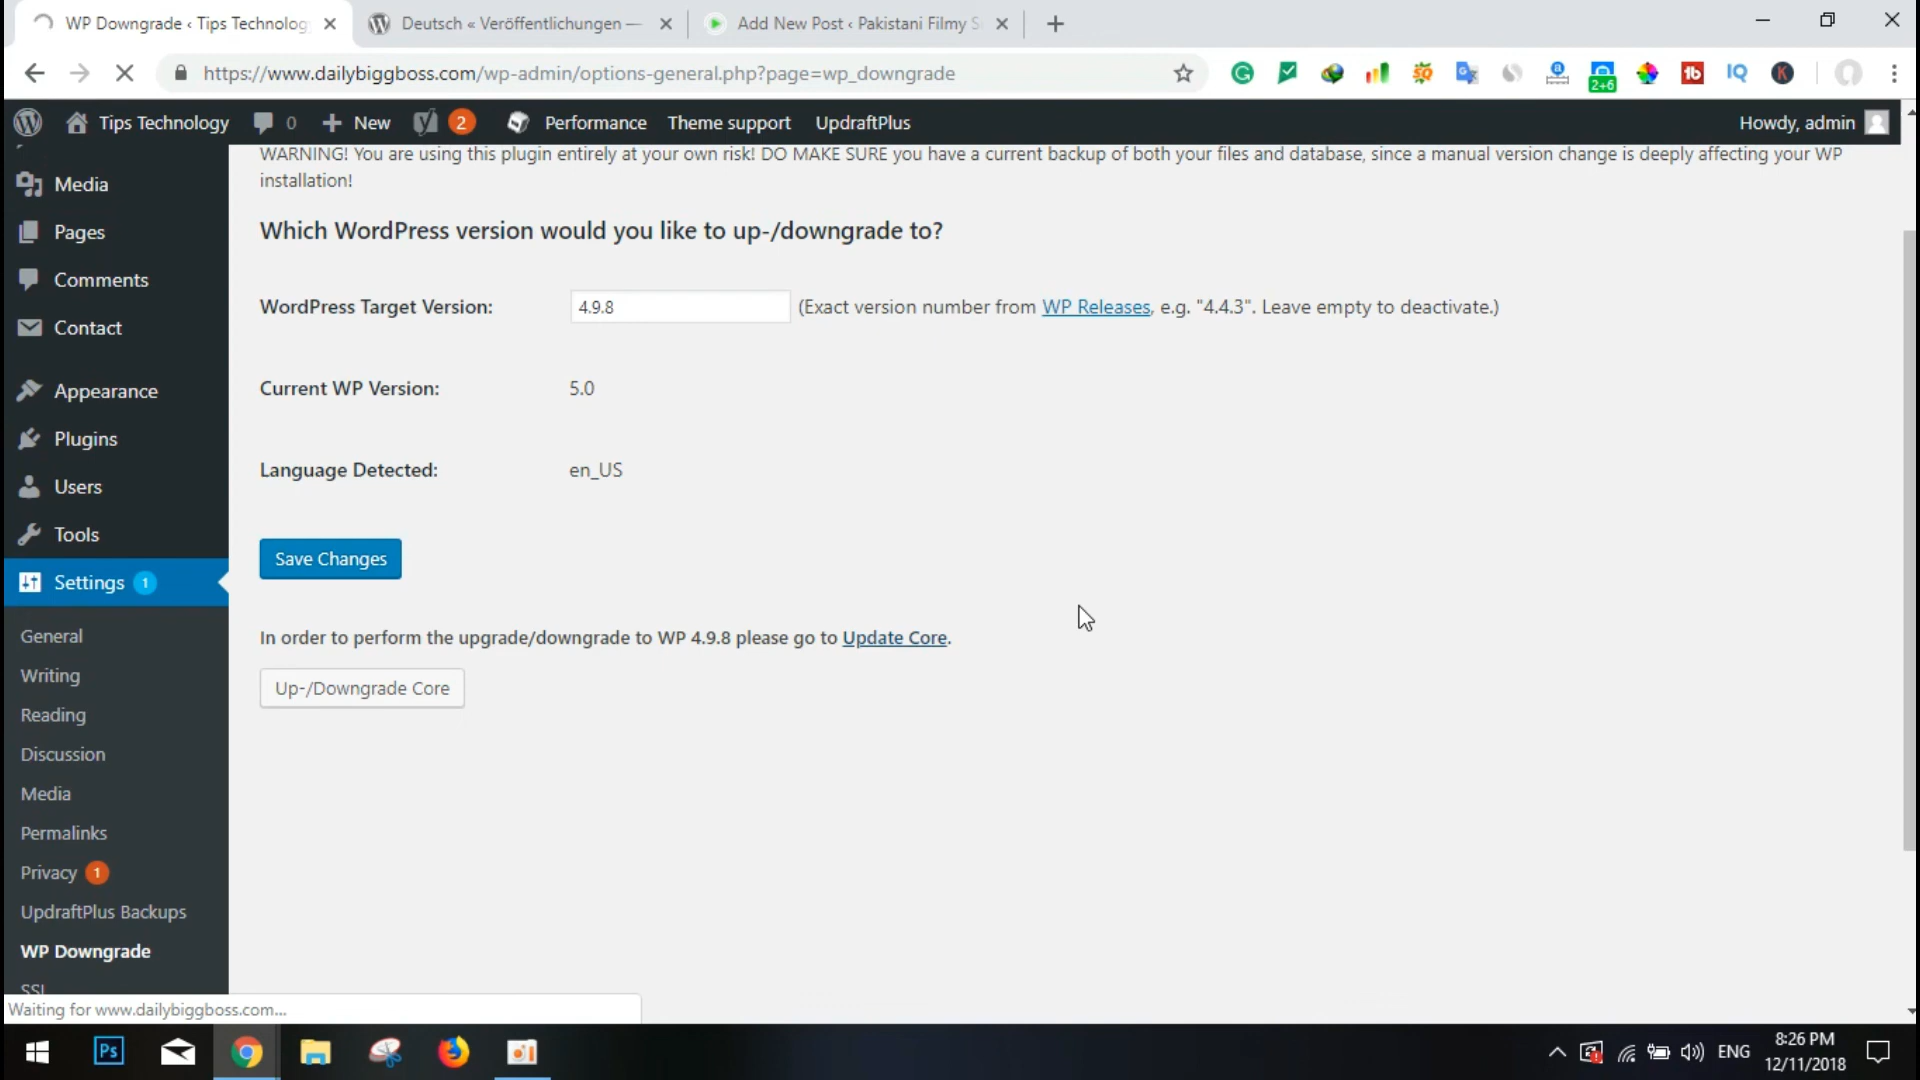 WP Downgrade ‹ Tips Technolog
Deutsch « Veröffentlichungen —
Add New Post ‹ Pakistani Filmy S
https://www.dailybiggboss.com/wp-admin/options-general.php?page=wp_downgrade
2+6
IQ
K
Tips Technology
0
New
2
Performance
Theme support
UpdraftPlus
Howdy, admin
WARNING! You are using this plugin entirely at your own risk! DO MAKE SURE you have a current backup of both your files and database, since a manual version change is deeply affecting your WP
installation!
Media
Pages
Comments
Contact
Appearance
Plugins
Users
Tools
Settings 1
General
Writing
Reading
Discussion
Media
Permalinks
Privacy 1
UpdraftPlus Backups
WP Downgrade
SSL
Which WordPress version would you like to up-/downgrade to?
WordPress Target Version: 4.9.8 (Exact version number from WP Releases, e.g. "4.4.3". Leave empty to deactivate.)
Current WP Version: 5.0
Language Detected: en_US
Save Changes
In order to perform the upgrade/downgrade to WP 4.9.8 please go to Update Core.
Up-/Downgrade Core
Waiting for www.dailybiggboss.com...
Ps
ENG
8:26 PM
12/11/2018